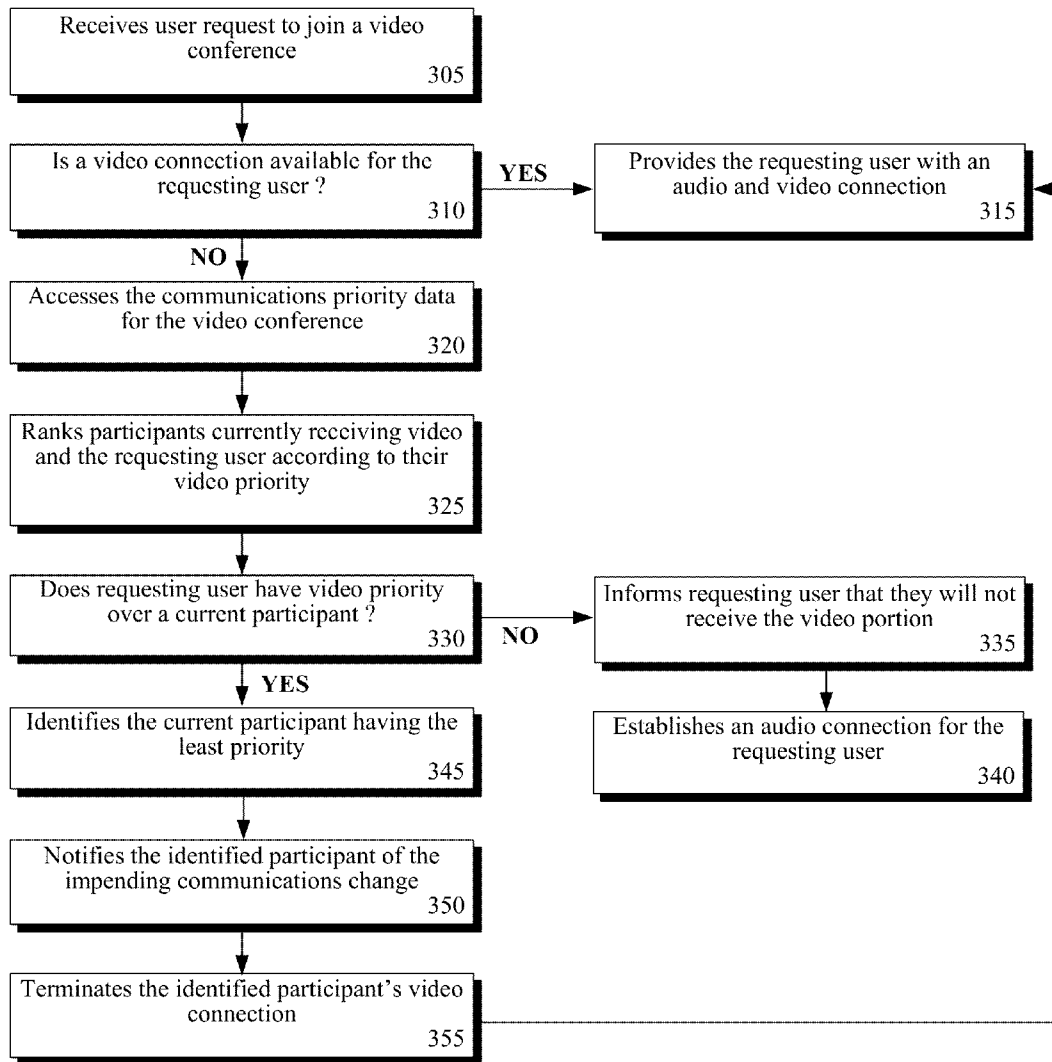 Receives user request to join a video
conference
305
Is a video connection available for the
requesting user ?
310
YES
Provides the requesting user with an
audio and video connection
315
NO
Accesses the communications priority data
for the video conference
320
Ranks participants currently receiving video
and the requesting user according to their
video priority
325
Does requesting user have video priority
over a current participant ?
330
NO
Informs requesting user that they will not
receive the video portion
335
Establishes an audio connection for the
requesting user
340
YES
Identifies the current participant having the
least priority
345
Notifies the identified participant of the
impending communications change
350
Terminates the identified participant's video
connection
355